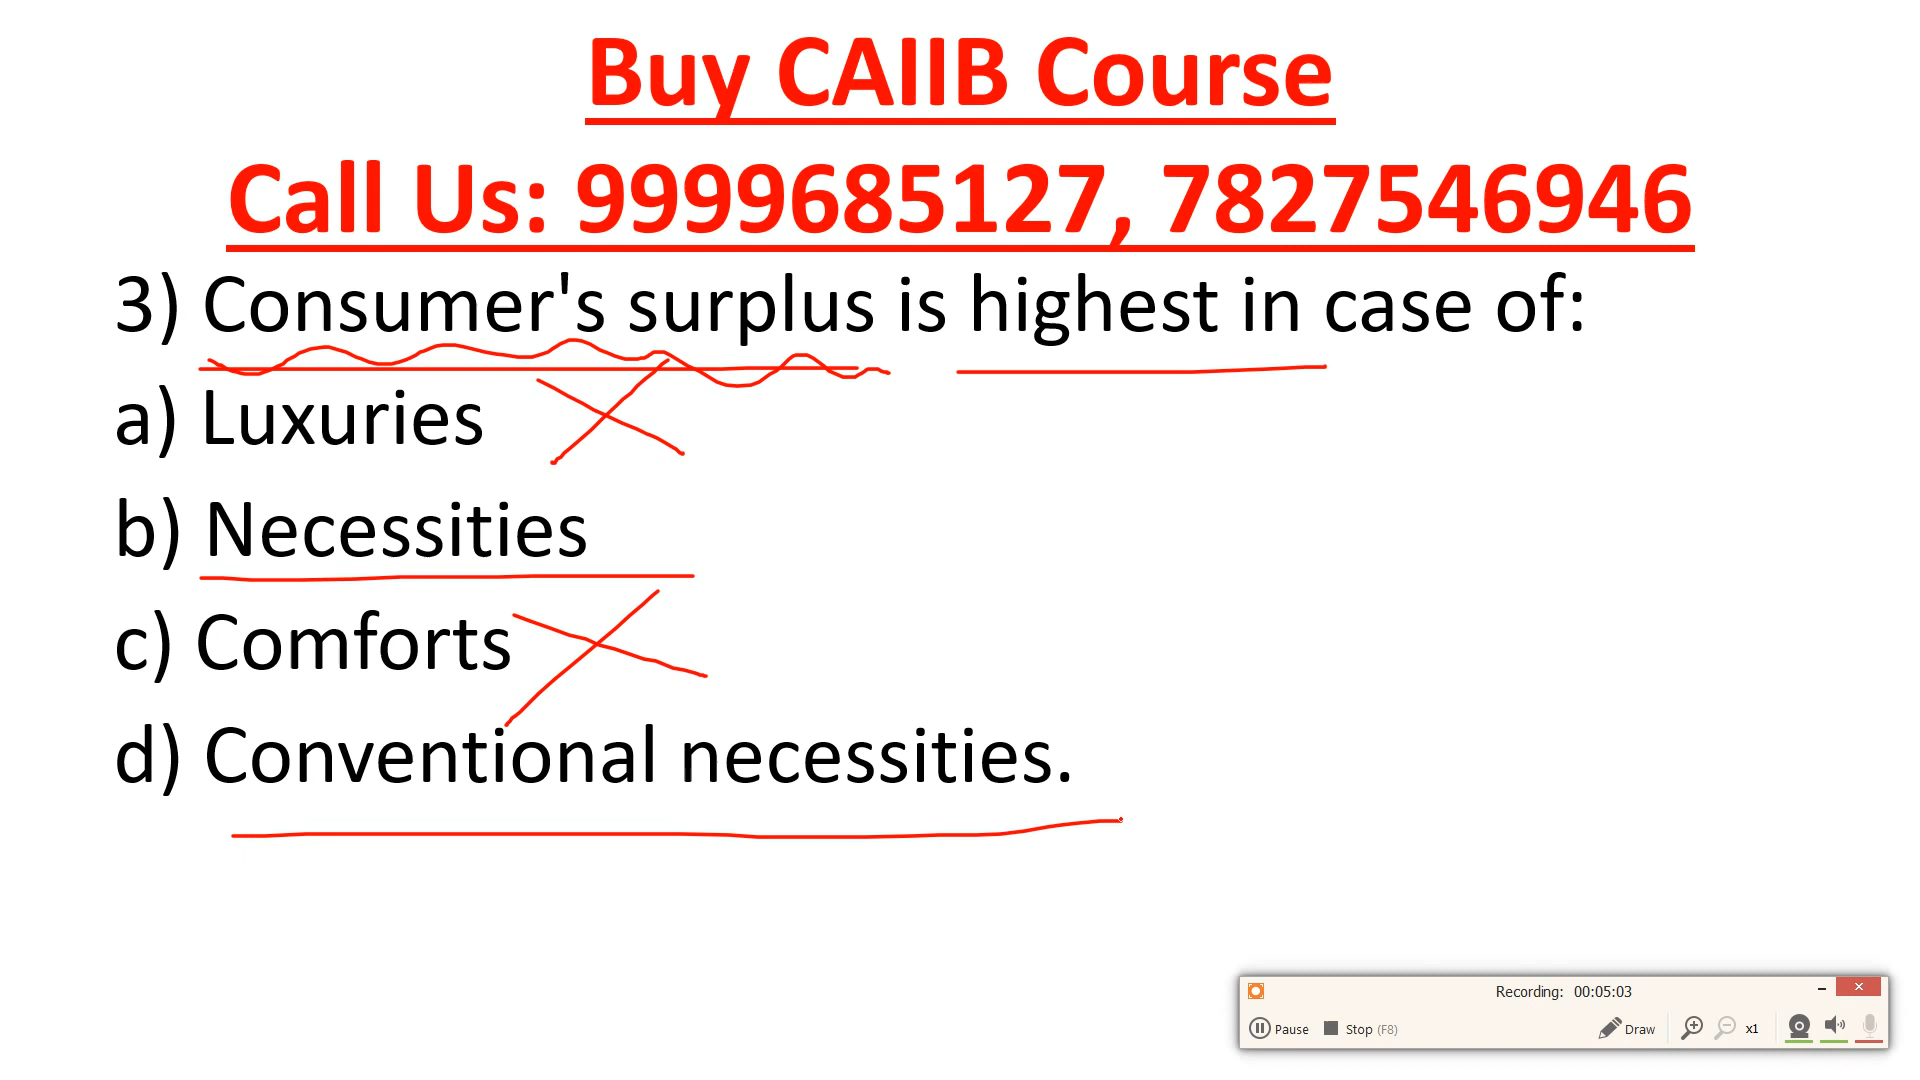 Buy CAIIB Course
Call Us: 9999685127, 7827546946
3) Consumer's surplus is highest in case of:
a) Luxuries
b) Necessities
c) Comforts
d) Conventional necessities.
Recording: 00:05:03
Pause Stop (F8) Draw x1